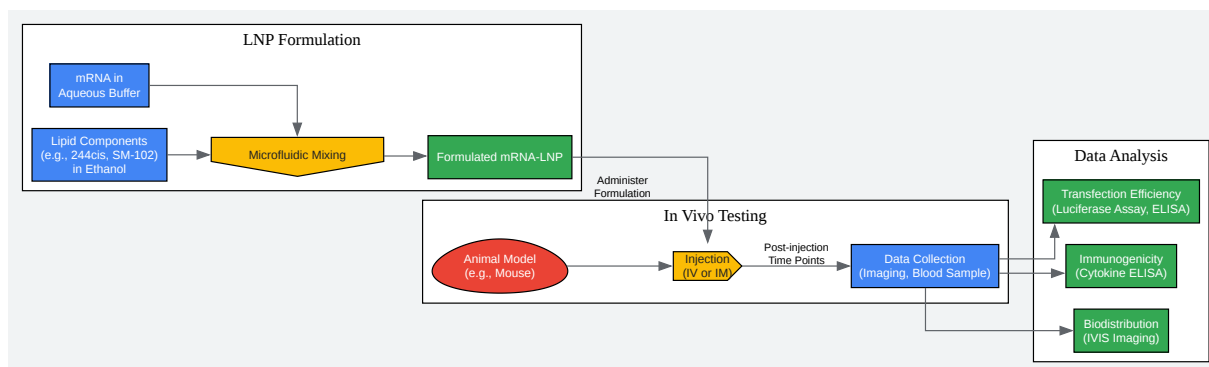 LNP Formulation
mRNA in
Aqueous Buffer
Lipid Components
(e.g., 244cis, SM-102)
in Ethanol
Microfluidic Mixing
Formulated mRNA-LNP
Administer
Formulation
In Vivo Testing
Animal Model
(e.g., Mouse)
Injection
(IV or IM)
Post-injection
Time Points
Data Collection
(Imaging, Blood Sample)
Data Analysis
Transfection Efficiency
(Luciferase Assay, ELISA)
Immunogenicity
(Cytokine ELISA)
Biodistribution
(IVIS Imaging)